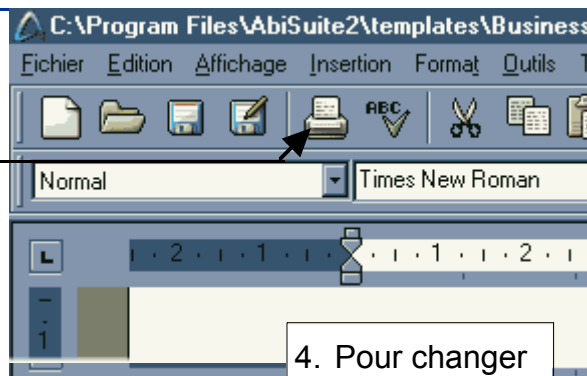 C:\Program Files\AbiSuite2\templates\Business
Fichier Edition Affichage Insertion Format Outils T
ABC
Normal Times New Roman
L 2 1 1 2
1
4. Pour changer